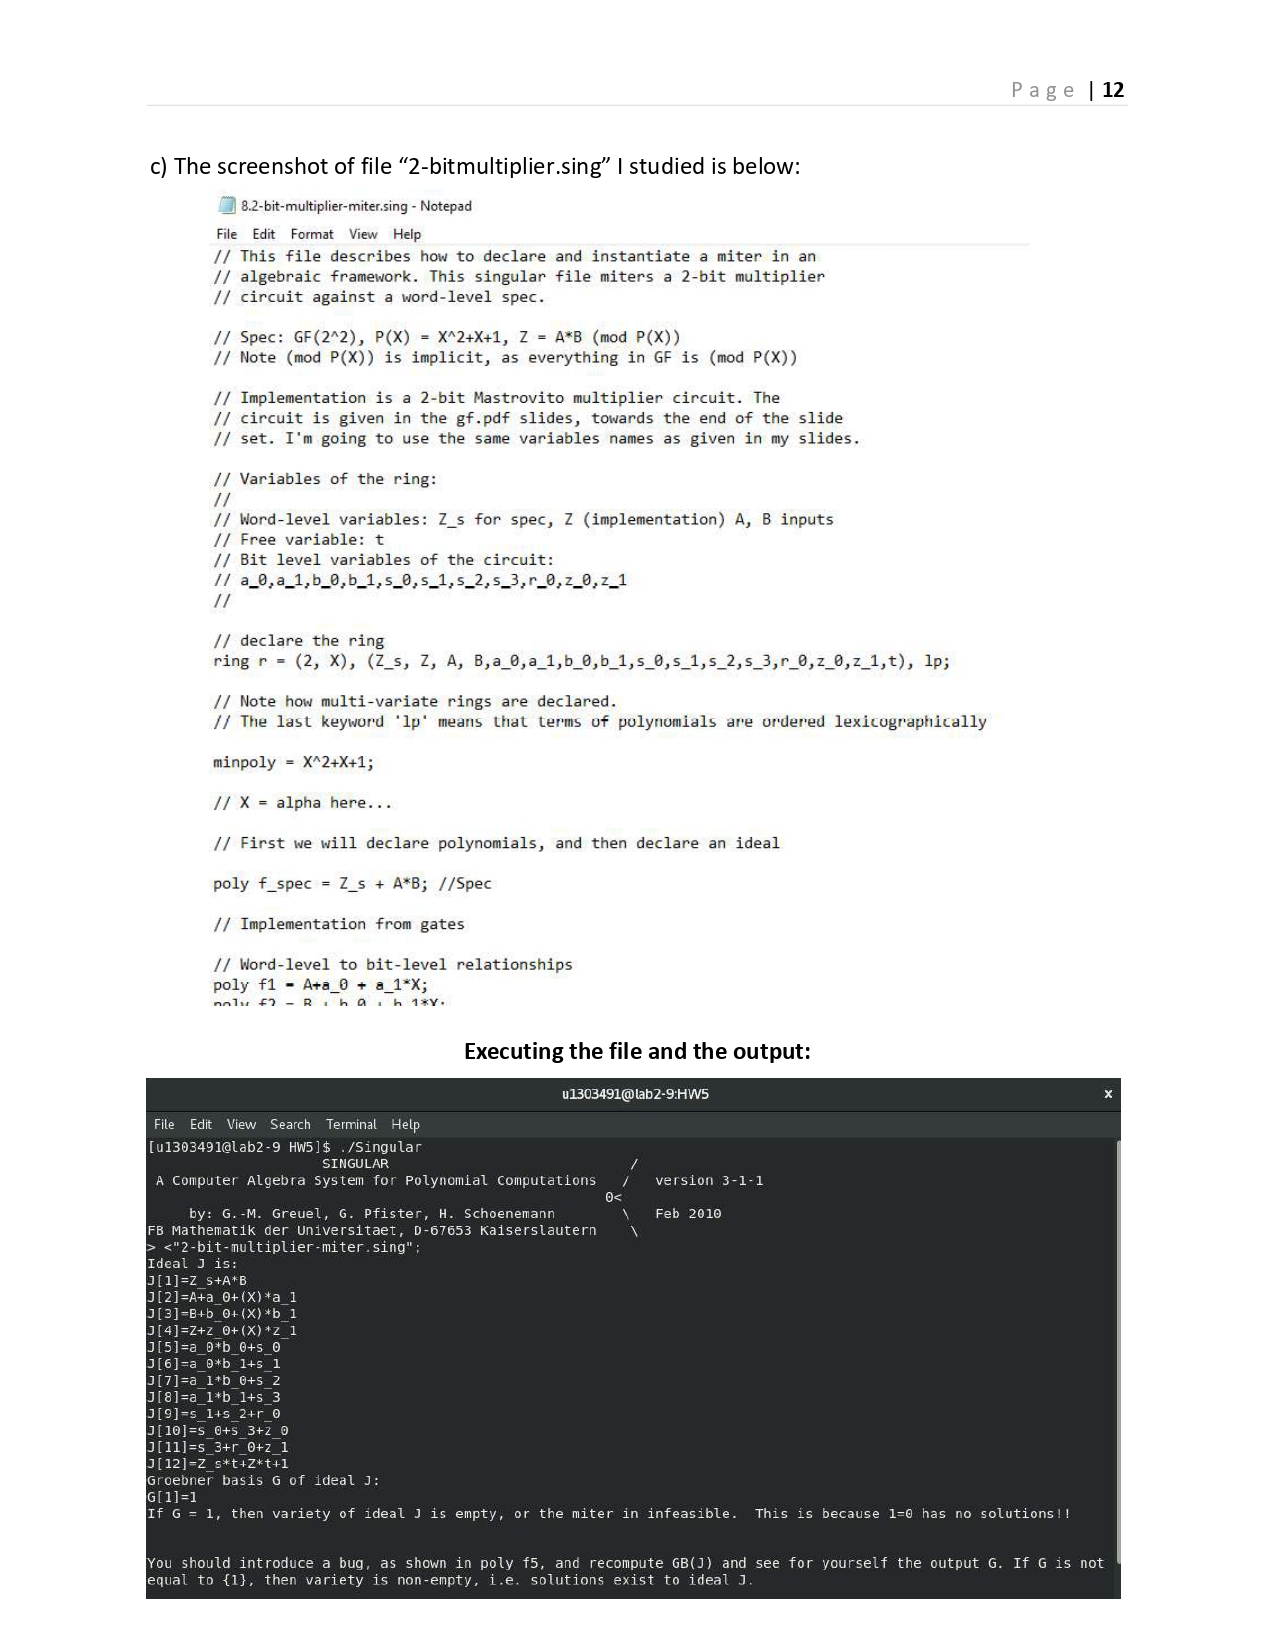 Page | 12
c) The screenshot of file “2-bitmultiplier.sing” I studied is below:
8.2-bit-multiplier-miter.sing - Notepad
File Edit Format View Help
// This file describes how to declare and instantiate a miter in an
// algebraic framework. This singular file miters a 2-bit multiplier
// circuit against a word-level spec.
// Spec: GF(2^2), P(X) = X^2+X+1, Z = A*B (mod P(X))
// Note (mod P(X)) is implicit, as everything in GF is (mod P(X))
// Implementation is a 2-bit Mastrovito multiplier circuit. The
// circuit is given in the gf.pdf slides, towards the end of the slide
// set. I'm going to use the same variables names as given in my slides.
// Variables of the ring:
//
// Word-level variables: Z_s for spec, Z (implementation) A, B inputs
// Free variable: t
// Bit level variables of the circuit:
// a_0,a_1,b_0,b_1,s_0,s_1,s_2,s_3,r_0,z_0,z_1
//
// declare the ring
ring r = (2, X), (Z_s, Z, A, B,a_0,a_1,b_0,b_1,s_0,s_1,s_2,s_3,r_0,z_0,z_1,t), lp;
// Note how multi-variate rings are declared.
// The last keyword 'lp' means that terms of polynomials are ordered lexicographically
minpoly = X^2+X+1;
// X = alpha here...
// First we will declare polynomials, and then declare an ideal
poly f_spec = Z_s + A*B; //Spec
// Implementation from gates
// Word-level to bit-level relationships
poly f1 = A+a_0 + a_1*X;
poly f2 = B + b_0 + b_1*X;
Executing the file and the output:
u1303491@lab2-9:HW5 x
File Edit View Search Terminal Help
[u1303491@lab2-9 HW5]$ ./Singular
SINGULAR /
A Computer Algebra System for Polynomial Computations / version 3-1-1
0<
by: G.-M. Greuel, G. Pfister, H. Schoenemann \ Feb 2010
FB Mathematik der Universitaet, D-67653 Kaiserslautern \
> <"2-bit-multiplier-miter.sing";
Ideal J is:
J[1]=Z_s+A*B
J[2]=A+a_0+(X)*a_1
J[3]=B+b_0+(X)*b_1
J[4]=Z+z_0+(X)*z_1
J[5]=a_0*b_0+s_0
J[6]=a_0*b_1+s_1
J[7]=a_1*b_0+s_2
J[8]=a_1*b_1+s_3
J[9]=s_1+s_2+r_0
J[10]=s_0+s_3+z_0
J[11]=s_3+r_0+z_1
J[12]=Z_s*t+Z*t+1
Groebner basis G of ideal J:
G[1]=1
If G = 1, then variety of ideal J is empty, or the miter in infeasible. This is because 1=0 has no solutions!!
You should introduce a bug, as shown in poly f5, and recompute GB(J) and see for yourself the output G. If G is not
equal to {1}, then variety is non-empty, i.e. solutions exist to ideal J.